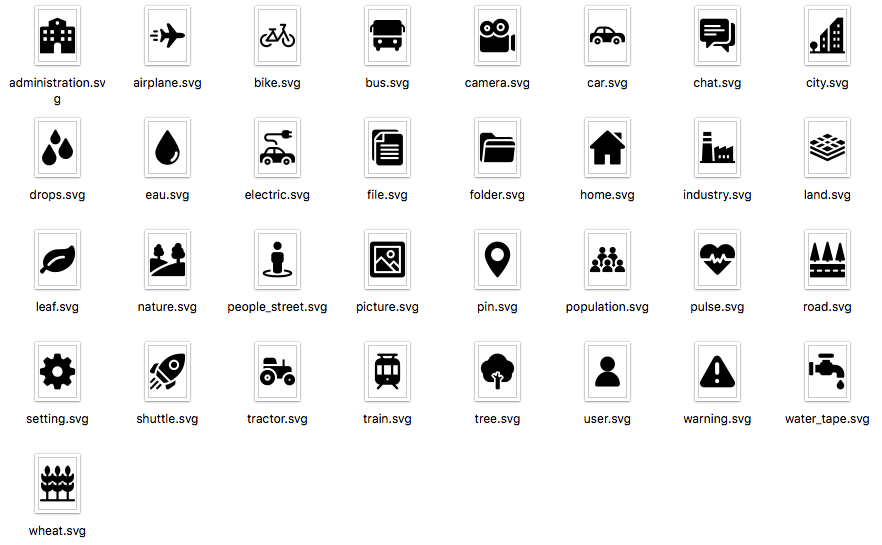 administration.sv
g
airplane.svg
bike.svg
bus.svg
camera.svg
car.svg
chat.svg
city.svg
drops.svg
eau.svg
electric.svg
file.svg
folder.svg
home.svg
industry.svg
land.svg
leaf.svg
nature.svg
people_street.svg
picture.svg
pin.svg
population.svg
pulse.svg
road.svg
setting.svg
shuttle.svg
tractor.svg
train.svg
tree.svg
user.svg
warning.svg
water_tape.svg
wheat.svg